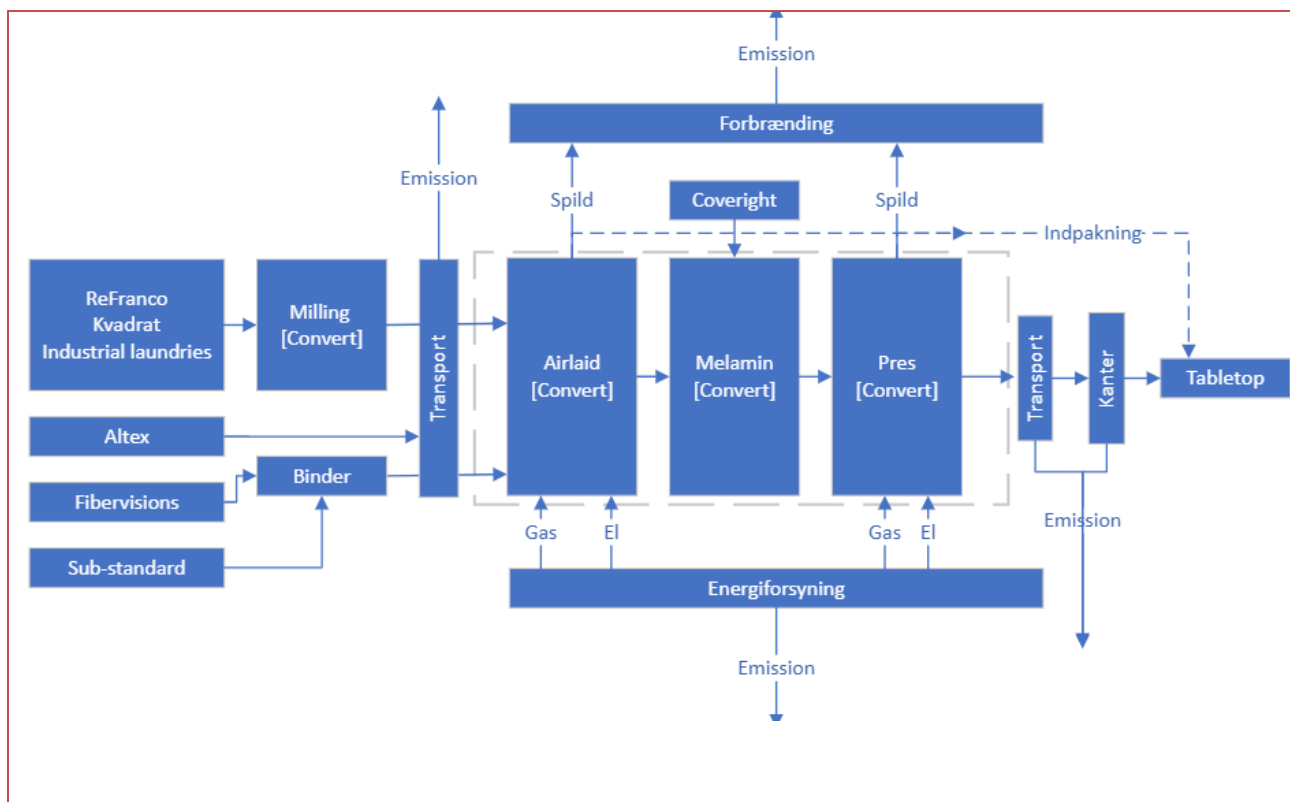 Emission
Forbrænding
Emission
Spild
Coveright
Spild
Indpakning
ReFranco
Kvadrat
Industrial laundries
Milling
[Convert]
Transport
Airlaid
[Convert]
Melamin
[Convert]
Pres
[Convert]
Transport
Kanter
Tabletop
Altex
Binder
Fibervisions
Sub-standard
Gas
El
Gas
El
Emission
Energiforsyning
Emission